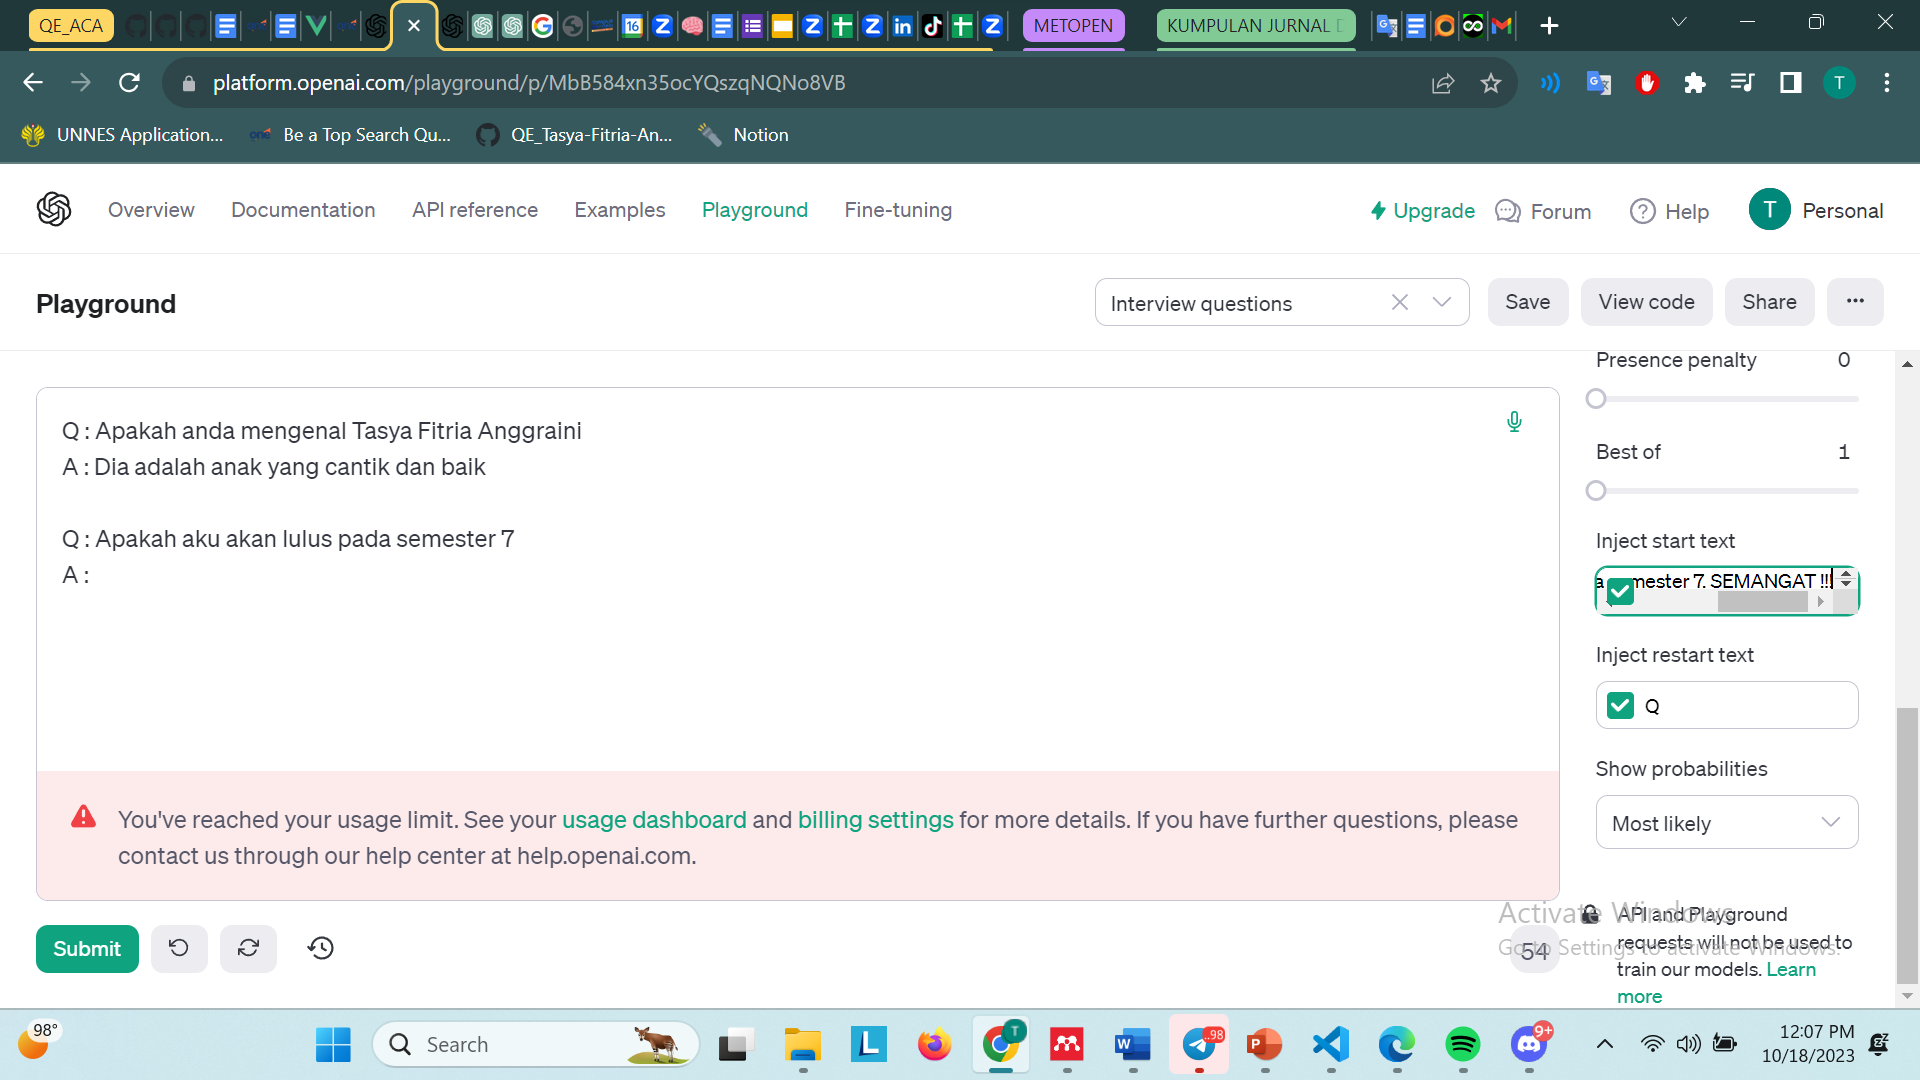 QE_ACA
16
METOPEN
KUMPULAN JURNAL
platform.openai.com/playground/p/MbB584xn35ocYQszqNQNo8VB
T
UNNES Application...
one
Be a Top Search Qu...
QE_Tasya-Fitria-An...
Notion
Overview
Documentation
API reference
Examples
Playground
Fine-tuning
Upgrade
Forum
Help
T
Personal
Playground
Interview questions
Save
View code
Share
Presence penalty 0
Best of 1
Inject start text
mester 7. SEMANGAT !!!
Inject restart text
Q
Show probabilities
Most likely
API and Playground
requests will not be used to
train our models. Learn
more
Q : Apakah anda mengenal Tasya Fitria Anggraini
A : Dia adalah anak yang cantik dan baik
Q : Apakah aku akan lulus pada semester 7
A :
You've reached your usage limit. See your usage dashboard and billing settings for more details. If you have further questions, please
contact us through our help center at help.openai.com.
Submit
54
Activate Windows
Go to Settings to activate Windows.
98°
Search
T
..98
9+
12:07 PM
10/18/2023